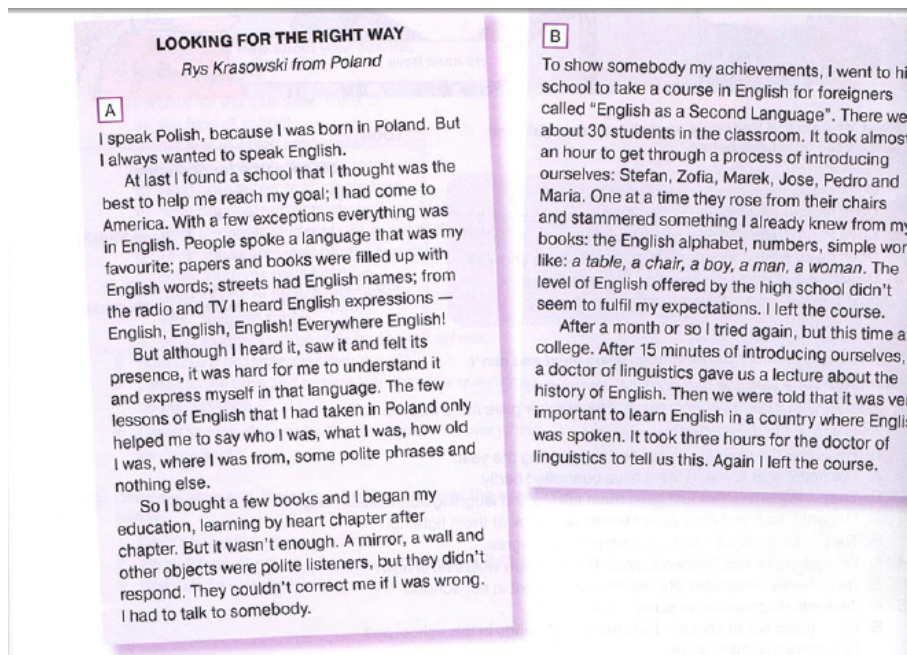 LOOKING FOR THE RIGHT WAY
Rys Krasowski from Poland
A
I speak Polish, because I was born in Poland. But
I always wanted to speak English.
At last I found a school that I thought was the
best to help me reach my goal; I had come to
America. With a few exceptions everything was
in English. People spoke a language that was my
favourite; papers and books were filled up with
English words; streets had English names; from
the radio and TV I heard English expressions —
English, English, English! Everywhere English!
But although I heard it, saw it and felt its
presence, it was hard for me to understand it
and express myself in that language. The few
lessons of English that I had taken in Poland only
helped me to say who I was, what I was, how old
I was, where I was from, some polite phrases and
nothing else.
So I bought a few books and I began my
education, learning by heart chapter after
chapter. But it wasn't enough. A mirror, a wall and
other objects were polite listeners, but they didn't
respond. They couldn't correct me if I was wrong.
I had to talk to somebody.
B
To show somebody my achievements, I went to hi
school to take a course in English for foreigners
called “English as a Second Language”. There we
about 30 students in the classroom. It took almost
an hour to get through a process of introducing
ourselves: Stefan, Zofia, Marek, Jose, Pedro and
Maria. One at a time they rose from their chairs
and stammered something I already knew from my
books: the English alphabet, numbers, simple wor
like: a table, a chair, a boy, a man, a woman. The
level of English offered by the high school didn't
seem to fulfil my expectations. I left the course.
After a month or so I tried again, but this time a
college. After 15 minutes of introducing ourselves,
a doctor of linguistics gave us a lecture about the
history of English. Then we were told that it was ver
important to learn English in a country where Englis
was spoken. It took three hours for the doctor of
linguistics to tell us this. Again I left the course.